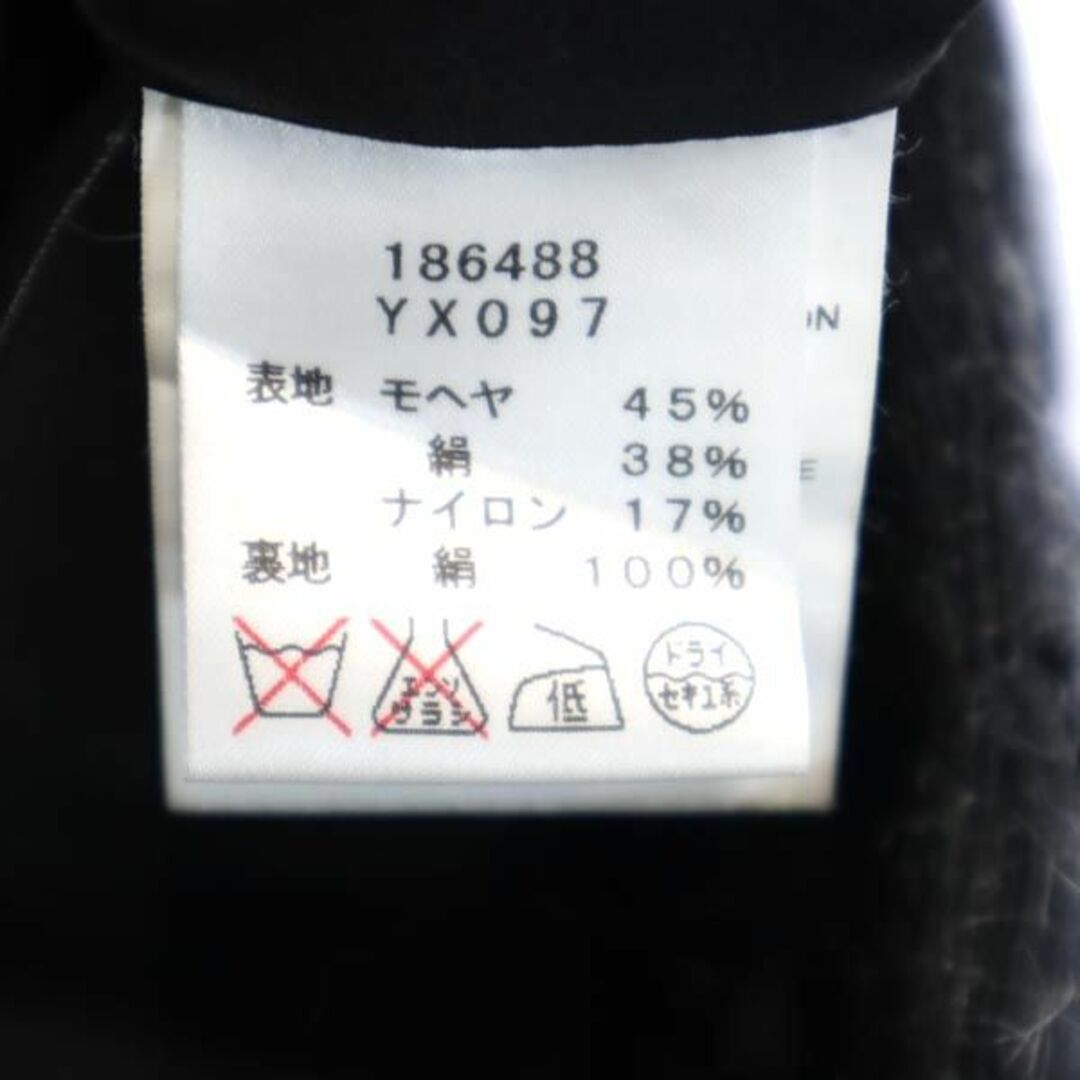 186488
YX097
表地 モヘヤ 45%
絹 38%
ナイロン 17%
裏地 絹 100%
エンソ
サラシ
低
ドライ
セキユ系